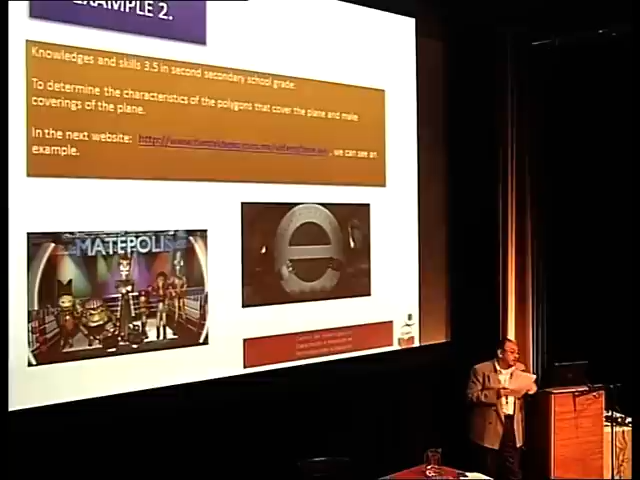 EXAMPLE 2.
Knowledges and skills 3.5 in second secondary school grade:
To determine the characteristics of the polygons that cover the plane and make
coverings of the plane.
In the next website: , we can see an
example.
MATEPOLIS